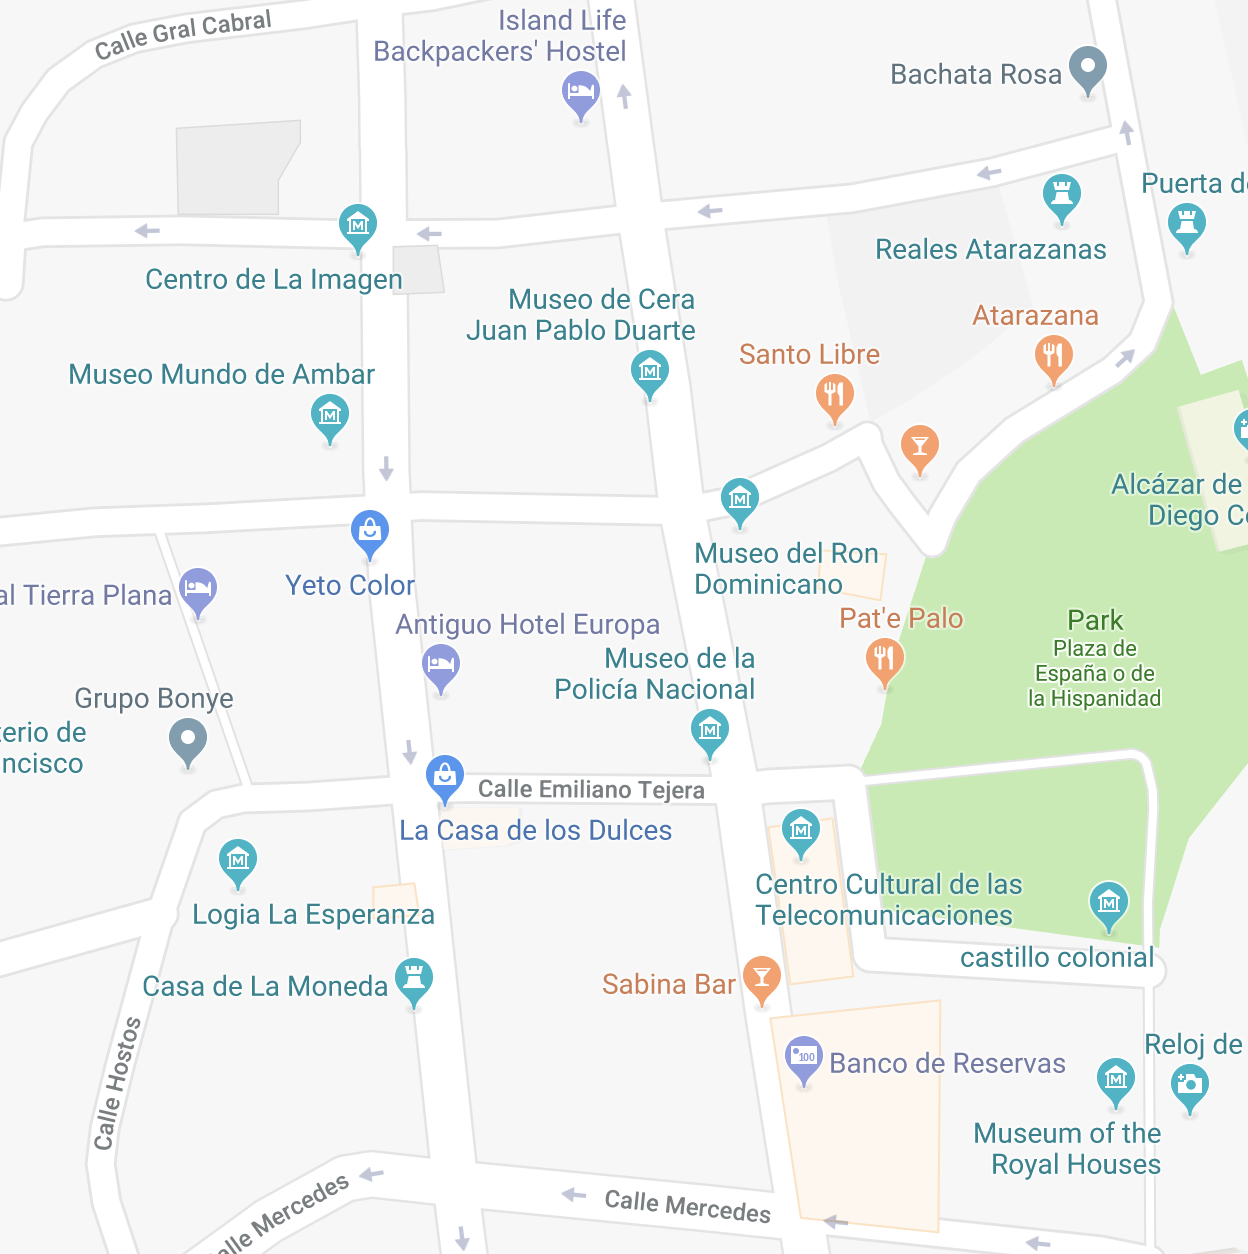 Island Life
Backpackers' Hostel
Calle Gral Cabral
Bachata Rosa
Puerta de
Reales Atarazanas
Centro de La Imagen
Museo de Cera
Juan Pablo Duarte
Atarazana
Santo Libre
Museo Mundo de Ambar
Alcázar de
Diego Co
Museo del Ron
Dominicano
al Tierra Plana
Yeto Color
Pat'e Palo
Park
Plaza de
España o de
la Hispanidad
Antiguo Hotel Europa
Museo de la
Policía Nacional
Grupo Bonye
terio de
ncisco
Calle Emiliano Tejera
La Casa de los Dulces
Centro Cultural de las
Telecomunicaciones
Logia La Esperanza
castillo colonial
Casa de La Moneda
Sabina Bar
Calle Hostos
Banco de Reservas
100
Reloj de
Museum of the
Royal Houses
Calle Mercedes
alle Mercedes